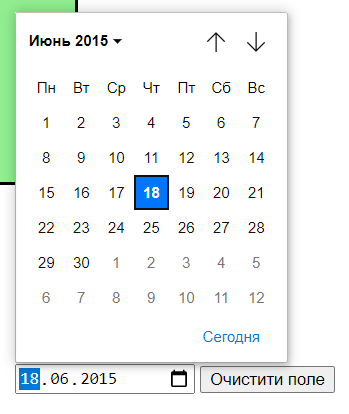 Июнь 2015
Пн Вт Ср Чт Пт Сб Вс
1 2 3 4 5 6 7
8 9 10 11 12 13 14
15 16 17 18 19 20 21
22 23 24 25 26 27 28
29 30 1 2 3 4 5
6 7 8 9 10 11 12
Сегодня
18.06.2015 Очистити поле